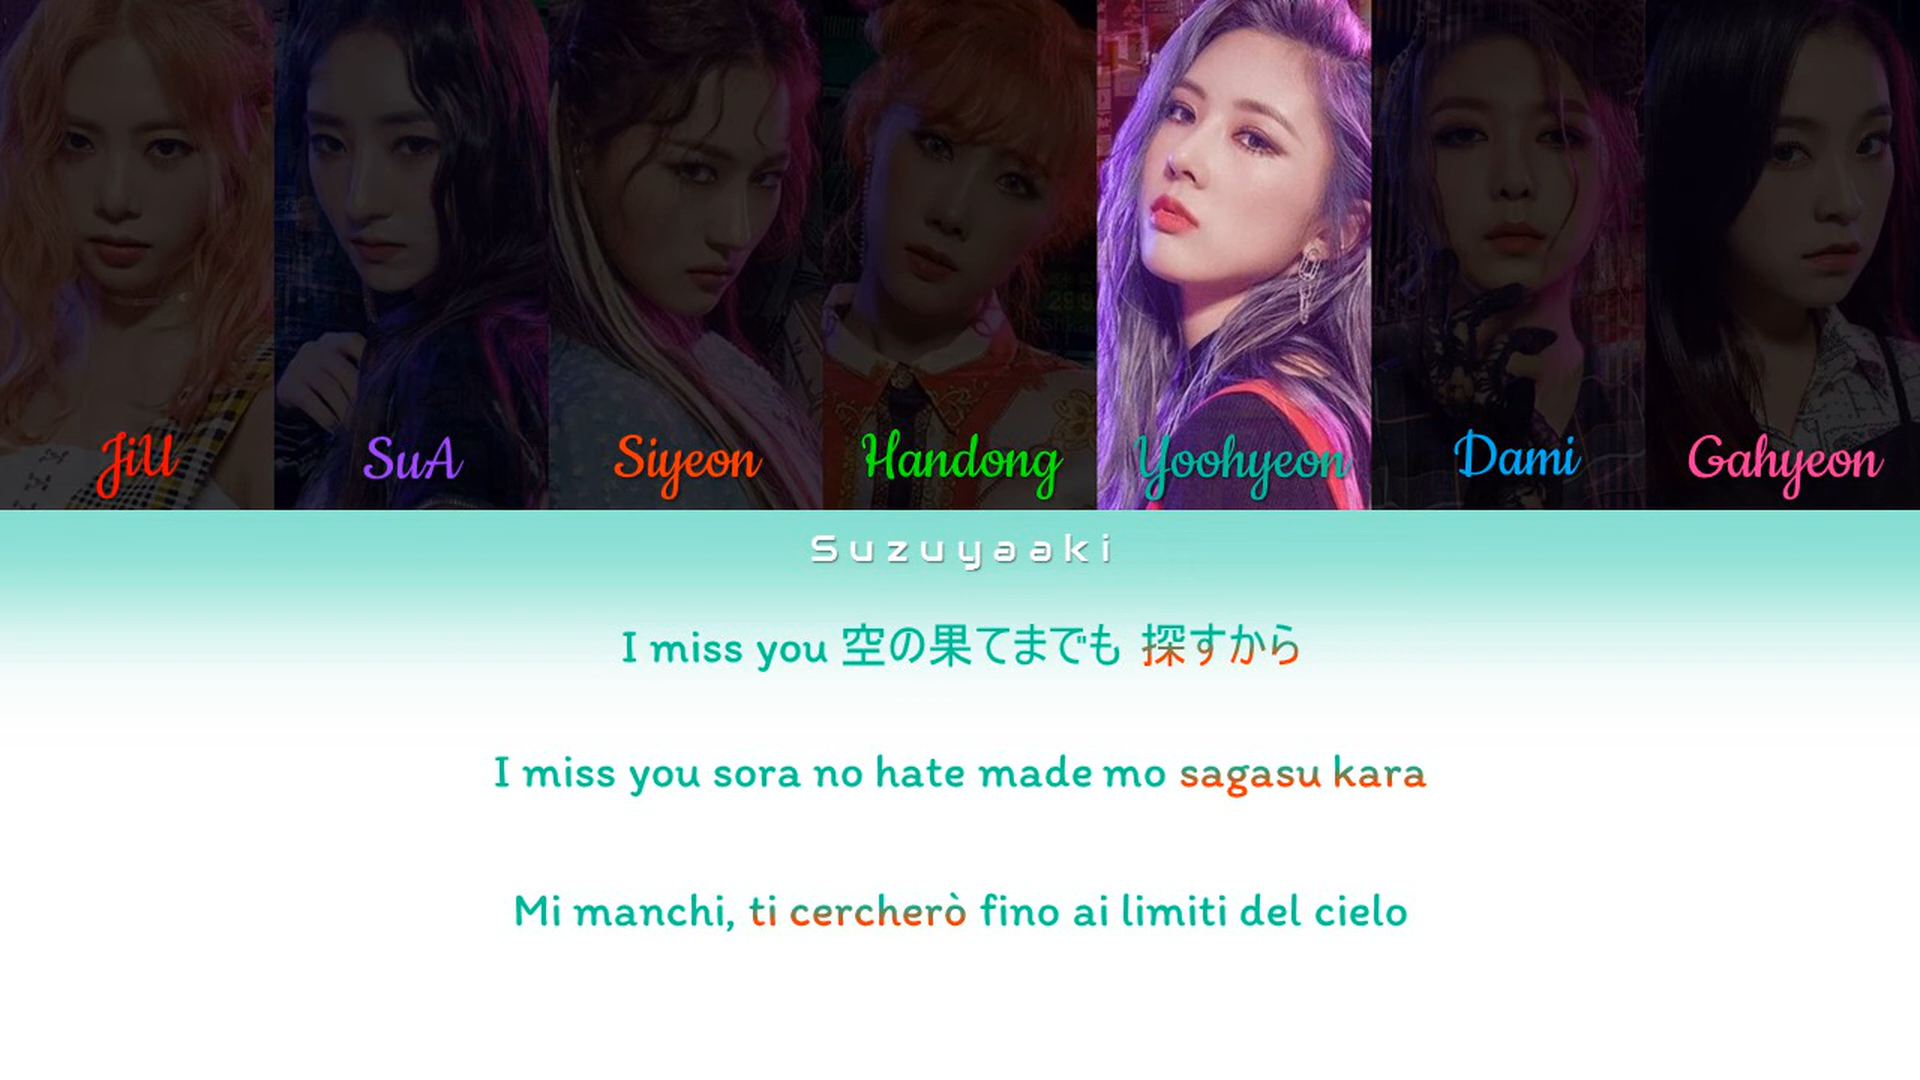 JiU SuA Siyeon Handong Yoohyeon Dami Gahyeon
Suzuyaaki
I miss you 空の果てまでも 探すから
I miss you sora no hate made mo sagasu kara
Mi manchi, ti cercherò fino ai limiti del cielo